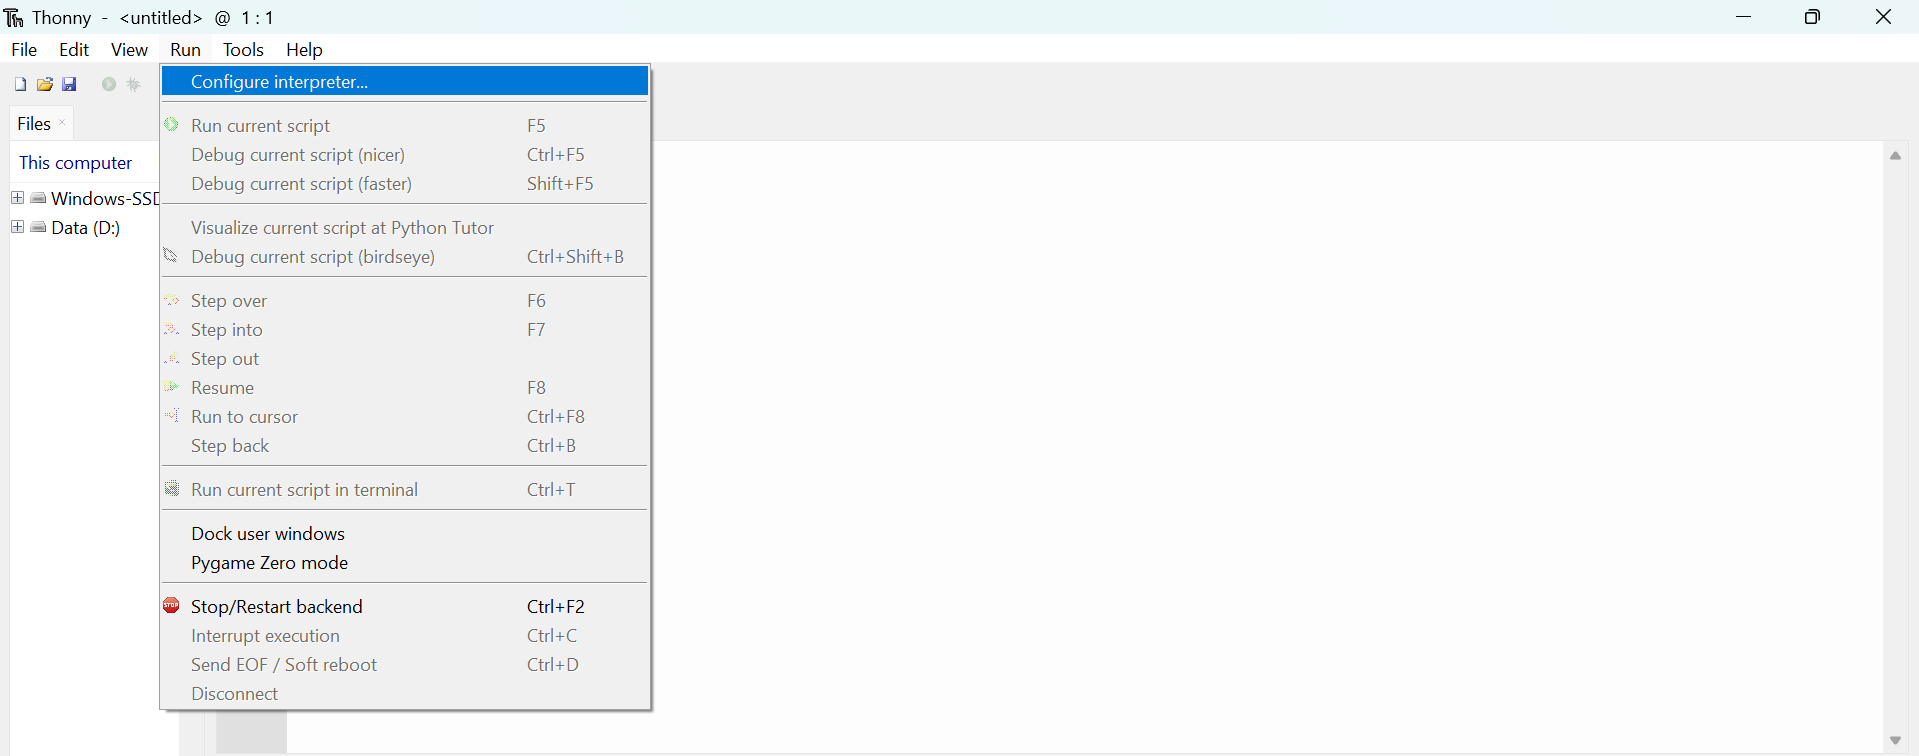 Thonny - <untitled> @ 1 : 1
File Edit View Run Tools Help
Configure interpreter...
Files
Run current script F5
Debug current script (nicer) Ctrl+F5
This computer
Debug current script (faster) Shift+F5
Windows-SSD
Data (D:)
Visualize current script at Python Tutor
Debug current script (birdseye) Ctrl+Shift+B
Step over F6
Step into F7
Step out
Resume F8
Run to cursor Ctrl+F8
Step back Ctrl+B
Run current script in terminal Ctrl+T
Dock user windows
Pygame Zero mode
STOP Stop/Restart backend Ctrl+F2
Interrupt execution Ctrl+C
Send EOF / Soft reboot Ctrl+D
Disconnect